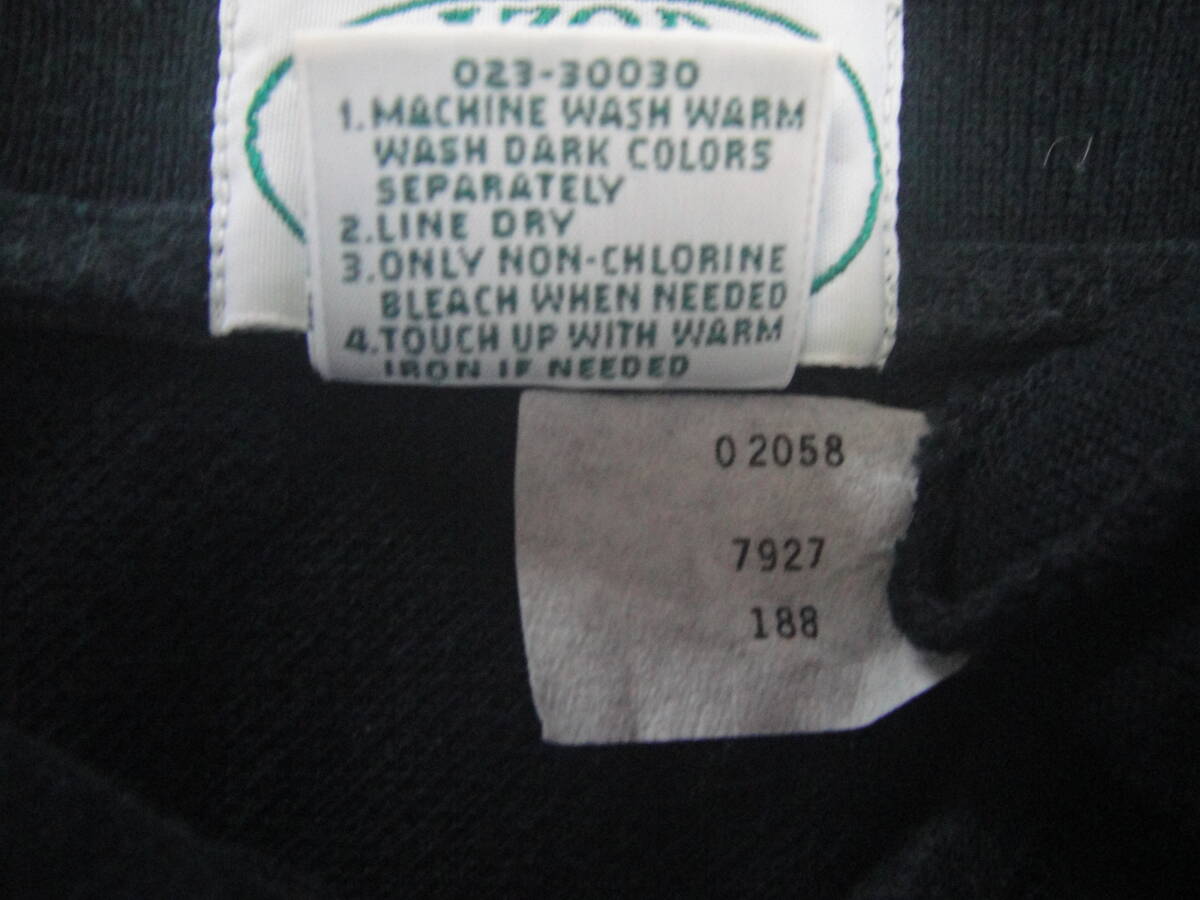 IZOD
023-30030
1. MACHINE WASH WARM
WASH DARK COLORS
SEPARATELY
2. LINE DRY
3. ONLY NON-CHLORINE
BLEACH WHEN NEEDED
4. TOUCH UP WITH WARM
IRON IF NEEDED
02058
7927
188